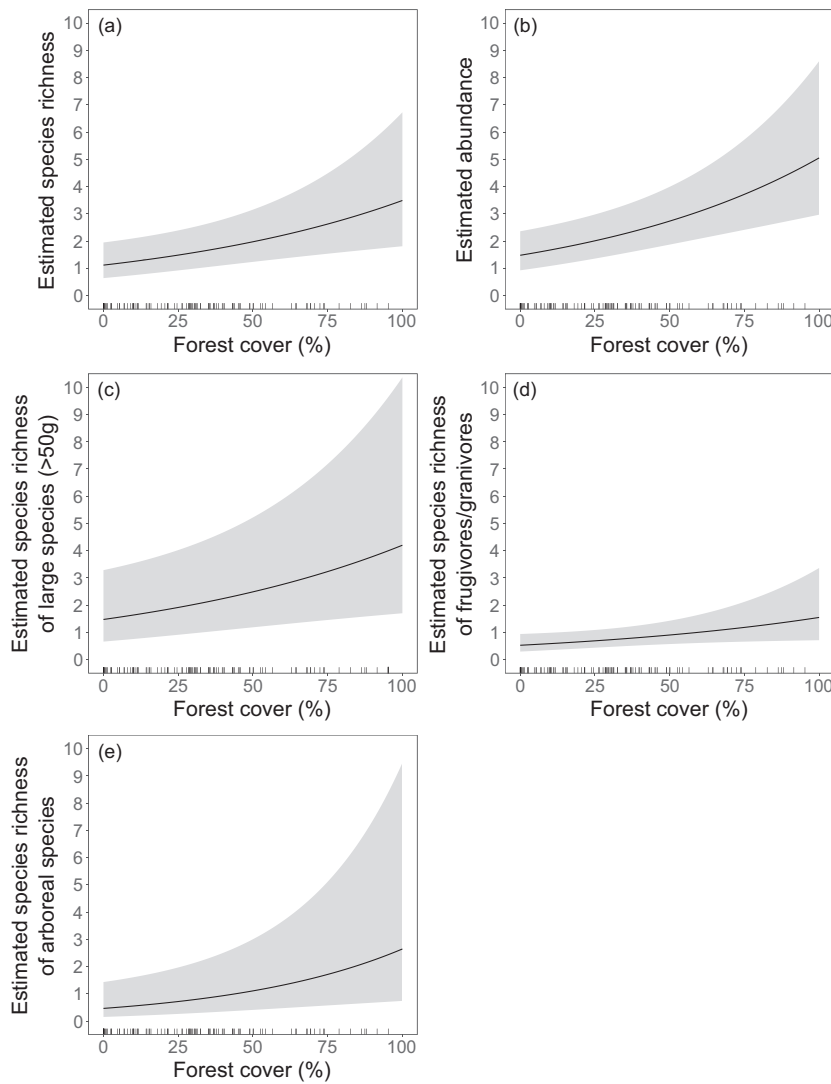 (a)
Estimated species richness
10
9
8
7
6
5
4
3
2
1
0
0 25 50 75 100
Forest cover (%)
(b)
Estimated abundance
10
9
8
7
6
5
4
3
2
1
0
0 25 50 75 100
Forest cover (%)
(c)
Estimated species richness
of large species (>50g)
10
9
8
7
6
5
4
3
2
1
0
0 25 50 75 100
Forest cover (%)
(d)
Estimated species richness
of frugivores/granivores
10
9
8
7
6
5
4
3
2
1
0
0 25 50 75 100
Forest cover (%)
(e)
Estimated species richness
of arboreal species
10
9
8
7
6
5
4
3
2
1
0
0 25 50 75 100
Forest cover (%)